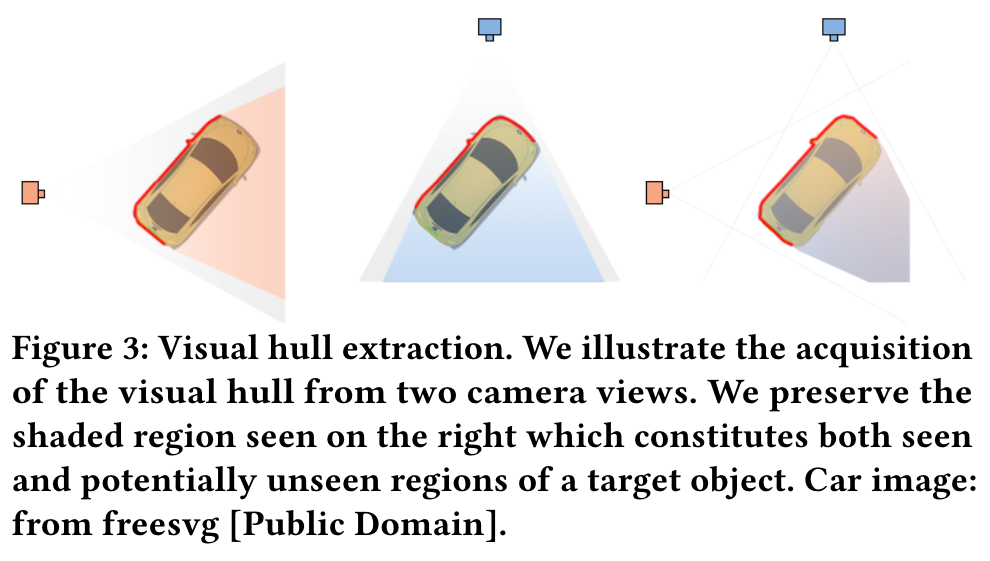 Figure 3: Visual hull extraction. We illustrate the acquisition
of the visual hull from two camera views. We preserve the
shaded region seen on the right which constitutes both seen
and potentially unseen regions of a target object. Car image:
from freesvg [Public Domain].